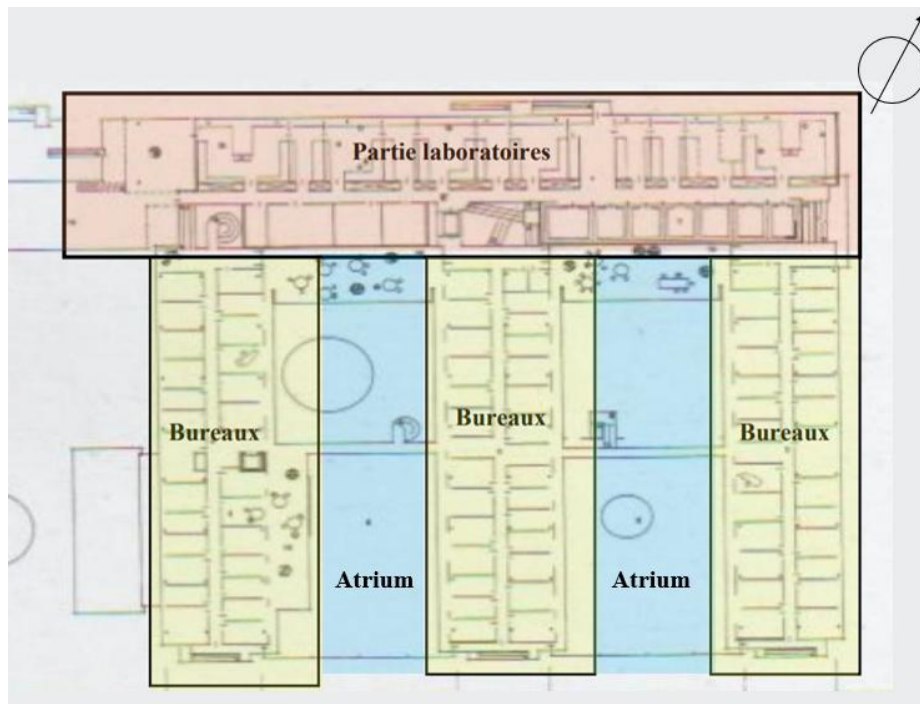 Partie laboratoires
Bureaux
Bureaux
Bureaux
Atrium
Atrium